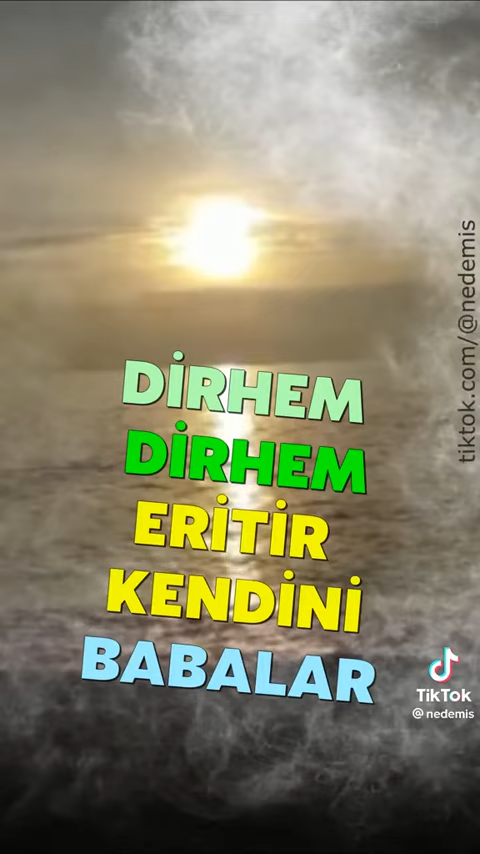 DİRHEM
DİRHEM
ERİTİR
KENDİNİ
BABALAR
tiktok.com/@nedemis
TikTok
@nedemis